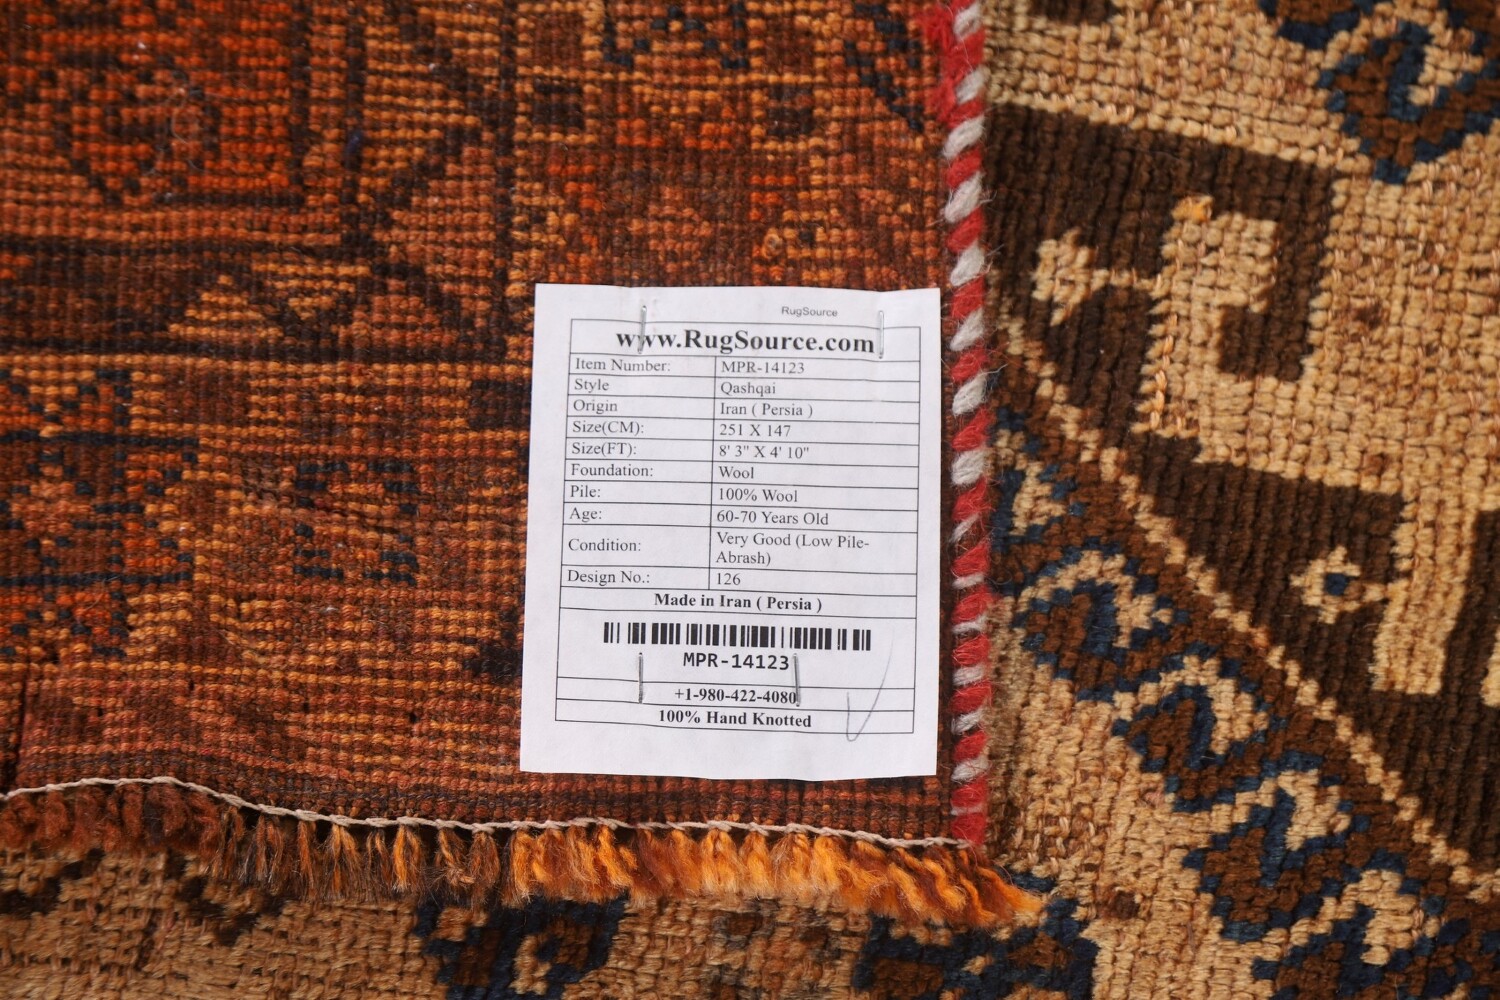 RugSource
www.RugSource.com
Item Number: MPR-14123
Style Qashqai
Origin Iran ( Persia )
Size(CM): 251 X 147
Size(FT): 8' 3" X 4' 10"
Foundation: Wool
Pile: 100% Wool
Age: 60-70 Years Old
Condition: Very Good (Low Pile-
Abrash)
Design No.: 126
Made in Iran ( Persia )
MPR-14123
+1-980-422-4080
100% Hand Knotted